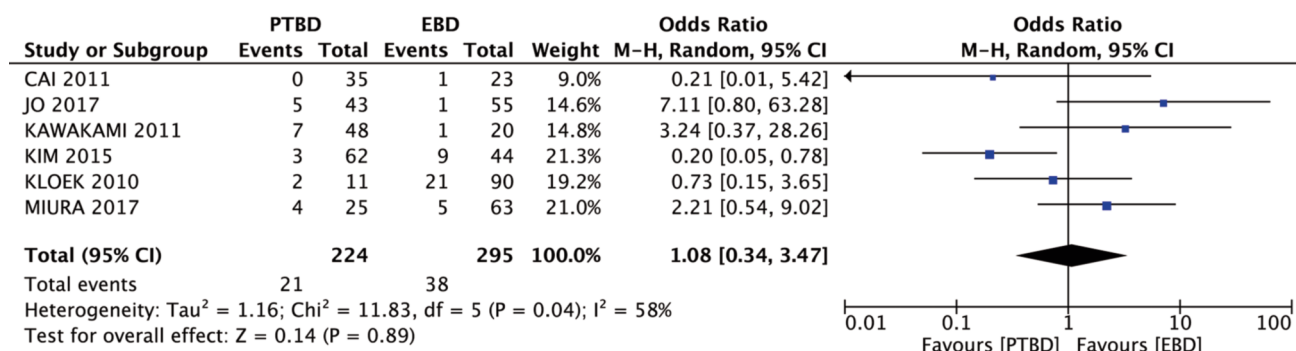 PTBD EBD Odds Ratio Odds Ratio
Study or Subgroup Events Total Events Total Weight M-H, Random, 95% CI M-H, Random, 95% CI
CAI 2011 0 35 1 23 9.0% 0.21 [0.01, 5.42]
JO 2017 5 43 1 55 14.6% 7.11 [0.80, 63.28]
KAWAKAMI 2011 7 48 1 20 14.8% 3.24 [0.37, 28.26]
KIM 2015 3 62 9 44 21.3% 0.20 [0.05, 0.78]
KLOEK 2010 2 11 21 90 19.2% 0.73 [0.15, 3.65]
MIURA 2017 4 25 5 63 21.0% 2.21 [0.54, 9.02]
Total (95% CI) 224 295 100.0% 1.08 [0.34, 3.47]
Total events 21 38
Heterogeneity: Tau² = 1.16; Chi² = 11.83, df = 5 (P = 0.04); I² = 58%
Test for overall effect: Z = 0.14 (P = 0.89)
0.01 0.1 1 10 100
Favours [PTBD] Favours [EBD]